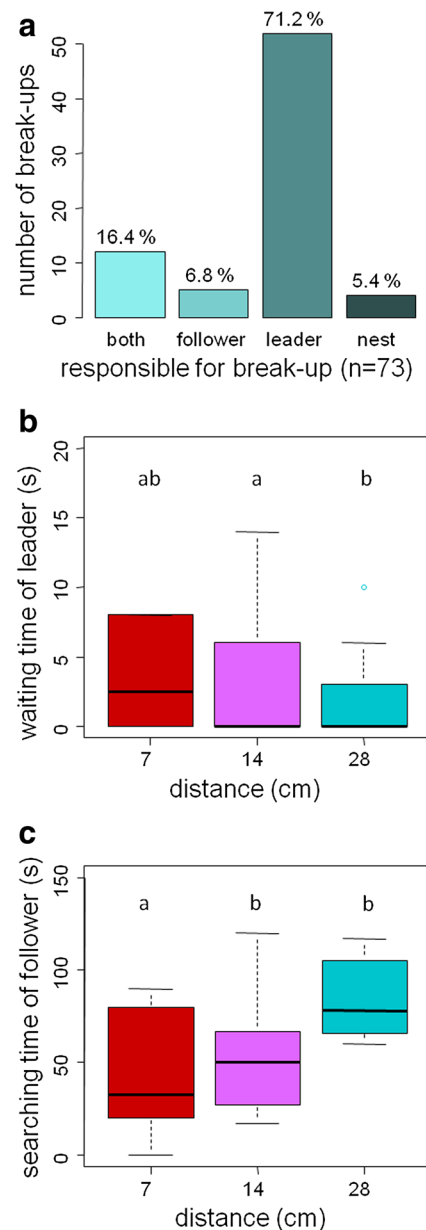 a
71.2 %
50
40
30
20
10
0
number of break-ups
16.4 %
6.8 %
5.4 %
both follower leader nest
responsible for break-up (n=73)
b
20
15
10
5
0
waiting time of leader (s)
ab a b
7 14 28
distance (cm)
c
150
100
50
0
searching time of follower (s)
a b b
7 14 28
distance (cm)